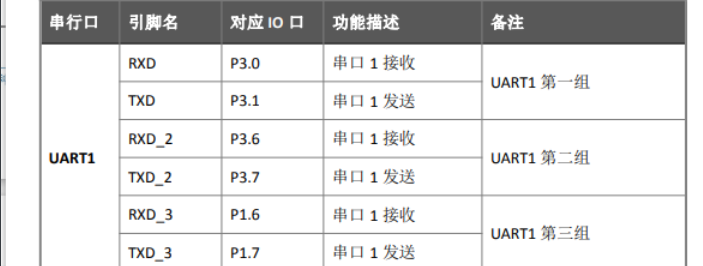 串行口 引脚名 对应 IO 口 功能描述 备注
RXD P3.0 串口 1 接收
UART1 第一组
TXD P3.1 串口 1 发送
RXD_2 P3.6 串口 1 接收
UART1 UART1 第二组
TXD_2 P3.7 串口 1 发送
RXD_3 P1.6 串口 1 接收
UART1 第三组
TXD_3 P1.7 串口 1 发送